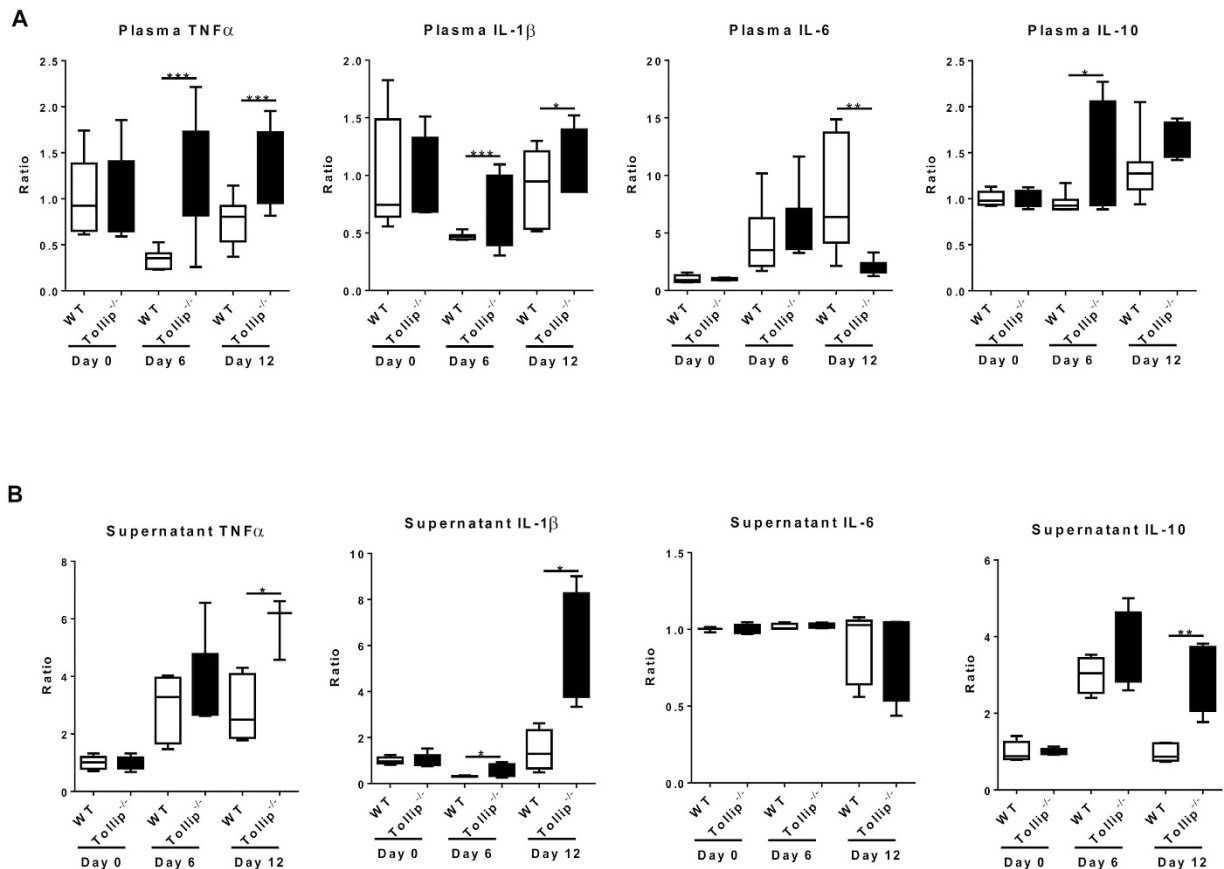 A
Plasma TNFα
Plasma IL-1β
Plasma IL-6
Plasma IL-10
2.5
2.0
1.5
1.0
0.5
0.0
Ratio
***
***
WT
Tollip-/-
WT
Tollip-/-
WT
Tollip-/-
Day 0
Day 6
Day 12
2.0
1.5
1.0
0.5
0.0
Ratio
***
*
WT
Tollip-/-
WT
Tollip-/-
WT
Tollip-/-
Day 0
Day 6
Day 12
20
15
10
5
0
Ratio
**
WT
Tollip-/-
WT
Tollip-/-
WT
Tollip-/-
Day 0
Day 6
Day 12
2.5
2.0
1.5
1.0
0.5
0.0
Ratio
*
WT
Tollip-/-
WT
Tollip-/-
WT
Tollip-/-
Day 0
Day 6
Day 12
B
Supernatant TNFα
Supernatant IL-1β
Supernatant IL-6
Supernatant IL-10
8
6
4
2
0
Ratio
*
WT
Tollip-/-
WT
Tollip-/-
WT
Tollip-/-
Day 0
Day 6
Day 12
10
8
6
4
2
0
Ratio
*
*
WT
Tollip-/-
WT
Tollip-/-
WT
Tollip-/-
Day 0
Day 6
Day 12
1.5
1.0
0.5
0.0
Ratio
WT
Tollip-/-
WT
Tollip-/-
WT
Tollip-/-
Day 0
Day 6
Day 12
6
4
2
0
Ratio
**
WT
Tollip-/-
WT
Tollip-/-
WT
Tollip-/-
Day 0
Day 6
Day 12